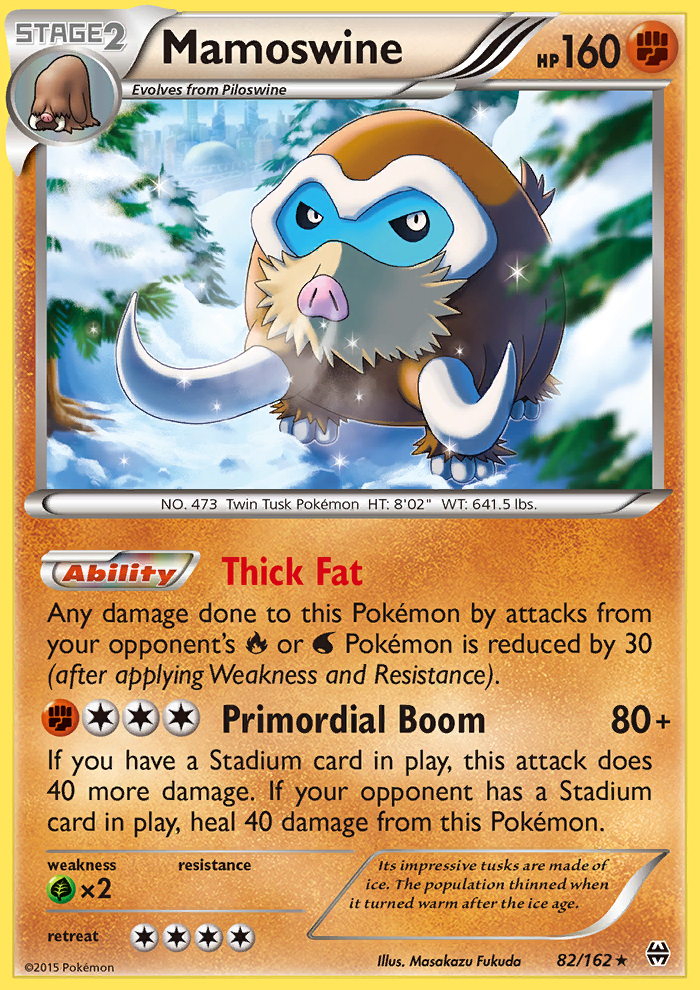 STAGE2
Mamoswine
HP160
Evolves from Piloswine
NO. 473 Twin Tusk Pokémon HT: 8'02" WT: 641.5 lbs.
Ability Thick Fat
Any damage done to this Pokémon by attacks from
your opponent's or Pokémon is reduced by 30
(after applying Weakness and Resistance).
Primordial Boom 80+
If you have a Stadium card in play, this attack does
40 more damage. If your opponent has a Stadium
card in play, heal 40 damage from this Pokémon.
weakness resistance
×2
retreat
Its impressive tusks are made of
ice. The population thinned when
it turned warm after the ice age.
©2015 Pokémon
Illus. Masakazu Fukuda
82/162 ★